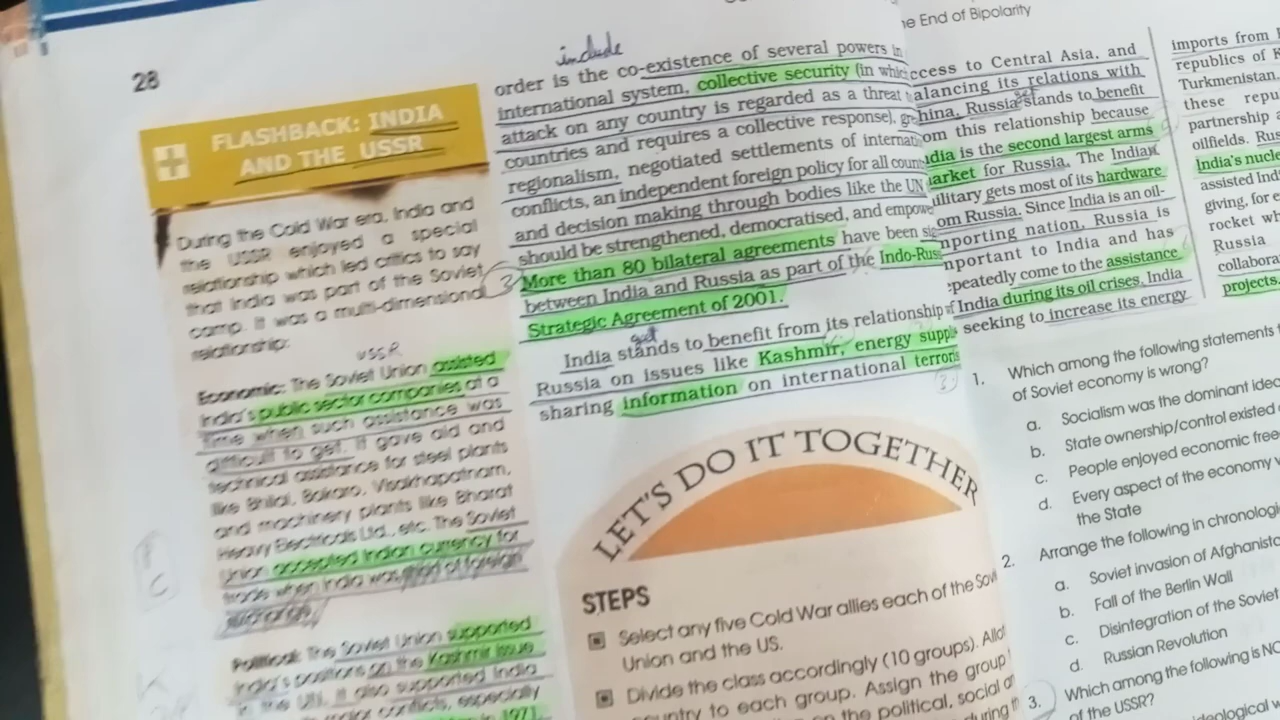 28
FLASHBACK: INDIA
AND THE USSR
During the Cold War era, India and
the USSR enjoyed a special
relationship which led critics to say
that India was part of the Soviet
camp. It was a multi-dimensional
relationship:
USSR
Economic: The Soviet Union assisted
India's public sector companies at a
time when such assistance was
difficult to get. It gave aid and
technical assistance for steel plants
like Bhilai, Bokaro, Visakhapatnam,
and machinery plants like Bharat
Heavy Electricals Ltd., etc. The Soviet
Union accepted Indian currency for
trade when India was short of foreign
exchange.
Political: The Soviet Union supported
India's positions on the Kashmir issue
in the UN. It also supported India
major conflicts, especially
in 1971
include
order is the co-existence of several powers in
international system, collective security (in whic
attack on any country is regarded as a threat
countries and requires a collective response), gre
regionalism, negotiated settlements of internatio
conflicts, an independent foreign policy for all count
and decision making through bodies like the UN
should be strengthened, democratised, and empowe
More than 80 bilateral agreements have been sig
between India and Russia as part of the Indo-Russ
Strategic Agreement of 2001.
get
India stands to benefit from its relationship
Russia on issues like Kashmir, energy suppl
sharing information on international terroris
LET'S DO IT TOGETHER
STEPS
Select any five Cold War allies each of the Sovi
Union and the US.
Divide the class accordingly (10 groups). Allot
country to each group. Assign the group
on the political, social a
during
he End of Bipolarity
ccess to Central Asia, and
alancing its relations with
hina. Russia stands to benefit
get
om this relationship because
ndia is the second largest arms
arket for Russia. The Indian
ilitary gets most of its hardware
om Russia. Since India is an oil-
mporting nation, Russia is
mportant to India and has
epeatedly come to the assistance
f India during its oil crises. India
seeking to increase its energy
imports from
republics of K
Turkmenistan.
these repu
partnership a
oilfields. Rus
India's nucle
assisted Indi
giving, for e
rocket wh
Russia
collabora
projects.
1. Which among the following statements
of Soviet economy is wrong?
a. Socialism was the dominant ideo
b. State ownership/control existed
c. People enjoyed economic free
d. Every aspect of the economy w
the State
2. Arrange the following in chronologi
a. Soviet invasion of Afghanista
b. Fall of the Berlin Wall
c. Disintegration of the Soviet
d. Russian Revolution
3. Which among the following is NO
of the USSR?